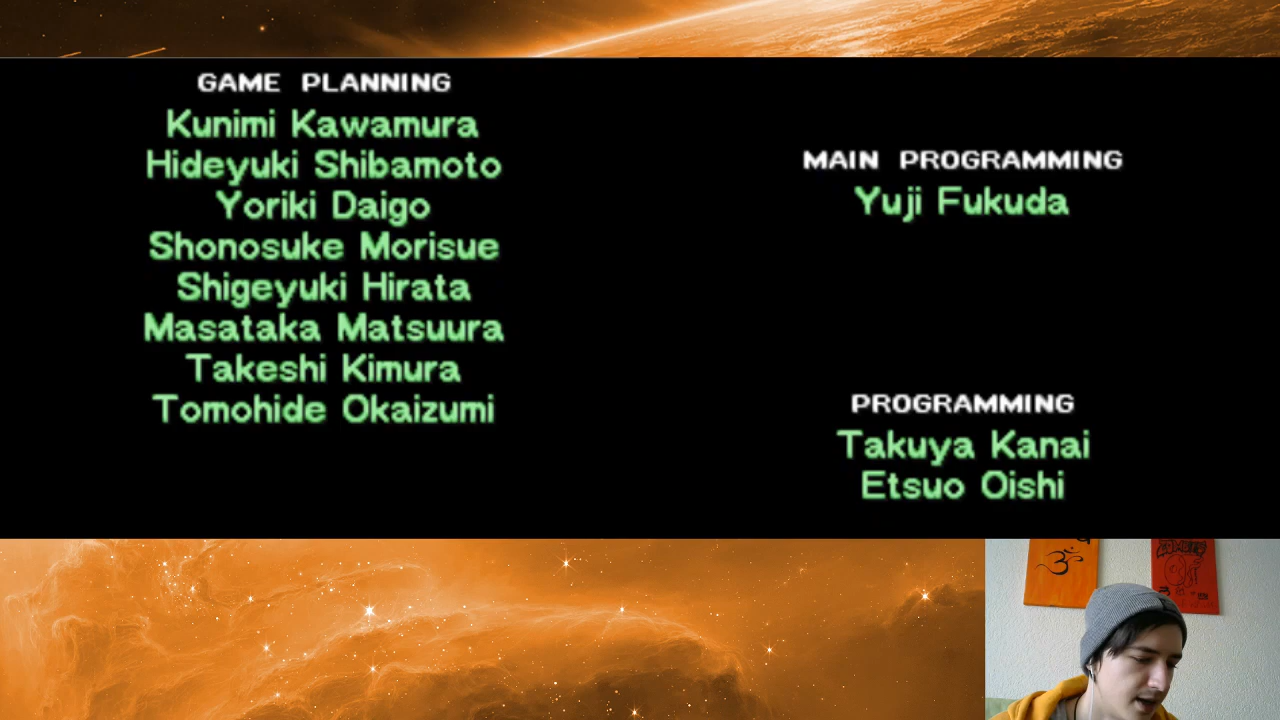 GAME PLANNING
Kunimi Kawamura
Hideyuki Shibamoto
Yoriki Daigo
Shonosuke Morisue
Shigeyuki Hirata
Masataka Matsuura
Takeshi Kimura
Tomohide Okaizumi
MAIN PROGRAMMING
Yuji Fukuda
PROGRAMMING
Takuya Kanai
Etsuo Oishi
ॐ